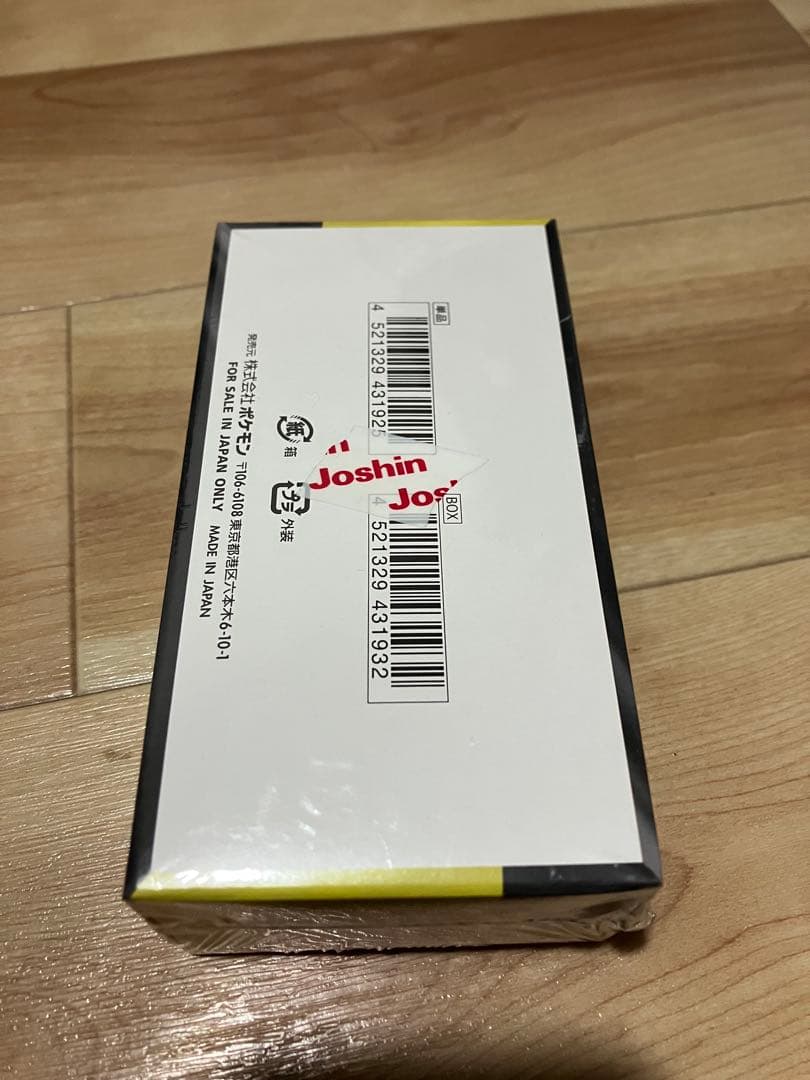 単品
4 521329 431925
BOX
4 521329 431932
in
Joshin
Jos
紙
箱
プラ
外装
発売元 株式会社ポケモン 〒106-6108 東京都港区六本木6-10-1
FOR SALE IN JAPAN ONLY MADE IN JAPAN